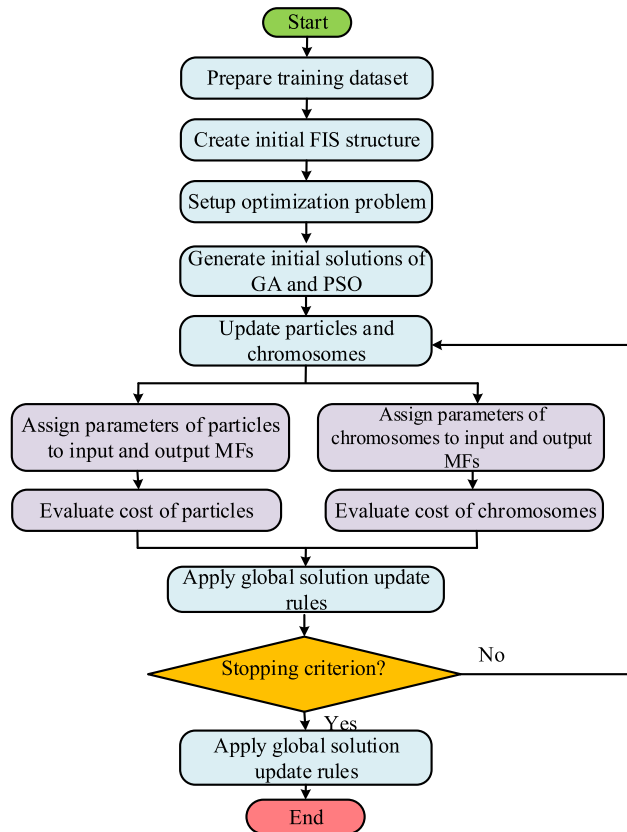 Start
Prepare training dataset
Create initial FIS structure
Setup optimization problem
Generate initial solutions of
GA and PSO
Update particles and
chromosomes
Assign parameters of particles
to input and output MFs
Assign parameters of
chromosomes to input and output
MFs
Evaluate cost of particles
Evaluate cost of chromosomes
Apply global solution update
rules
Stopping criterion?
No
Yes
Apply global solution
update rules
End